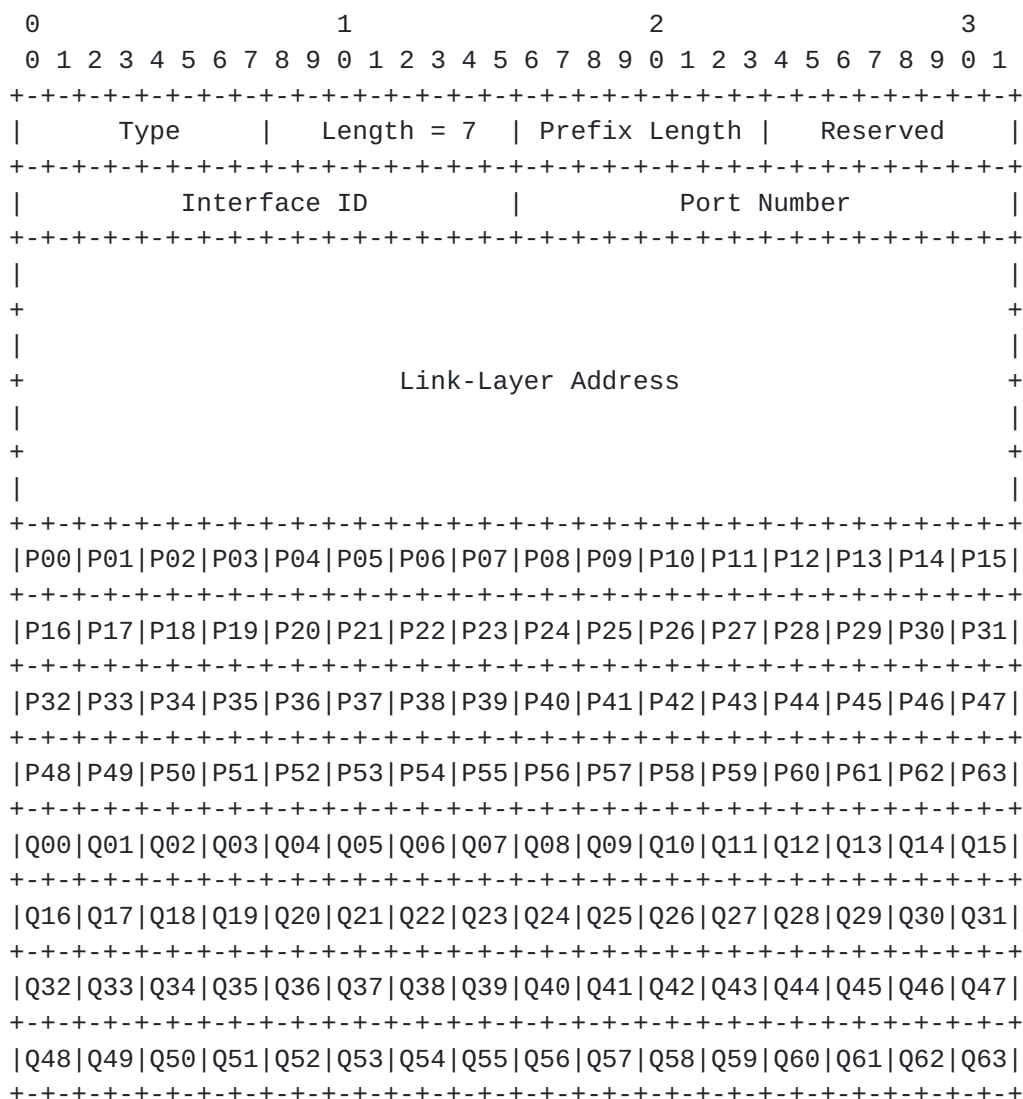 0                   1                   2                   3
 0 1 2 3 4 5 6 7 8 9 0 1 2 3 4 5 6 7 8 9 0 1 2 3 4 5 6 7 8 9 0 1
+-+-+-+-+-+-+-+-+-+-+-+-+-+-+-+-+-+-+-+-+-+-+-+-+-+-+-+-+-+-+-+-+
|      Type     |   Length = 7  | Prefix Length |   Reserved    |
+-+-+-+-+-+-+-+-+-+-+-+-+-+-+-+-+-+-+-+-+-+-+-+-+-+-+-+-+-+-+-+-+
|          Interface ID         |          Port Number          |
+-+-+-+-+-+-+-+-+-+-+-+-+-+-+-+-+-+-+-+-+-+-+-+-+-+-+-+-+-+-+-+-+
|                                                               |
+                                                               +
|                                                               |
+                        Link-Layer Address                     +
|                                                               |
+                                                               +
|                                                               |
+-+-+-+-+-+-+-+-+-+-+-+-+-+-+-+-+-+-+-+-+-+-+-+-+-+-+-+-+-+-+-+-+
|P00|P01|P02|P03|P04|P05|P06|P07|P08|P09|P10|P11|P12|P13|P14|P15|
+-+-+-+-+-+-+-+-+-+-+-+-+-+-+-+-+-+-+-+-+-+-+-+-+-+-+-+-+-+-+-+-+
|P16|P17|P18|P19|P20|P21|P22|P23|P24|P25|P26|P27|P28|P29|P30|P31|
+-+-+-+-+-+-+-+-+-+-+-+-+-+-+-+-+-+-+-+-+-+-+-+-+-+-+-+-+-+-+-+-+
|P32|P33|P34|P35|P36|P37|P38|P39|P40|P41|P42|P43|P44|P45|P46|P47|
+-+-+-+-+-+-+-+-+-+-+-+-+-+-+-+-+-+-+-+-+-+-+-+-+-+-+-+-+-+-+-+-+
|P48|P49|P50|P51|P52|P53|P54|P55|P56|P57|P58|P59|P60|P61|P62|P63|
+-+-+-+-+-+-+-+-+-+-+-+-+-+-+-+-+-+-+-+-+-+-+-+-+-+-+-+-+-+-+-+-+
|Q00|Q01|Q02|Q03|Q04|Q05|Q06|Q07|Q08|Q09|Q10|Q11|Q12|Q13|Q14|Q15|
+-+-+-+-+-+-+-+-+-+-+-+-+-+-+-+-+-+-+-+-+-+-+-+-+-+-+-+-+-+-+-+-+
|Q16|Q17|Q18|Q19|Q20|Q21|Q22|Q23|Q24|Q25|Q26|Q27|Q28|Q29|Q30|Q31|
+-+-+-+-+-+-+-+-+-+-+-+-+-+-+-+-+-+-+-+-+-+-+-+-+-+-+-+-+-+-+-+-+
|Q32|Q33|Q34|Q35|Q36|Q37|Q38|Q39|Q40|Q41|Q42|Q43|Q44|Q45|Q46|Q47|
+-+-+-+-+-+-+-+-+-+-+-+-+-+-+-+-+-+-+-+-+-+-+-+-+-+-+-+-+-+-+-+-+
|Q48|Q49|Q50|Q51|Q52|Q53|Q54|Q55|Q56|Q57|Q58|Q59|Q60|Q61|Q62|Q63|
+-+-+-+-+-+-+-+-+-+-+-+-+-+-+-+-+-+-+-+-+-+-+-+-+-+-+-+-+-+-+-+-+